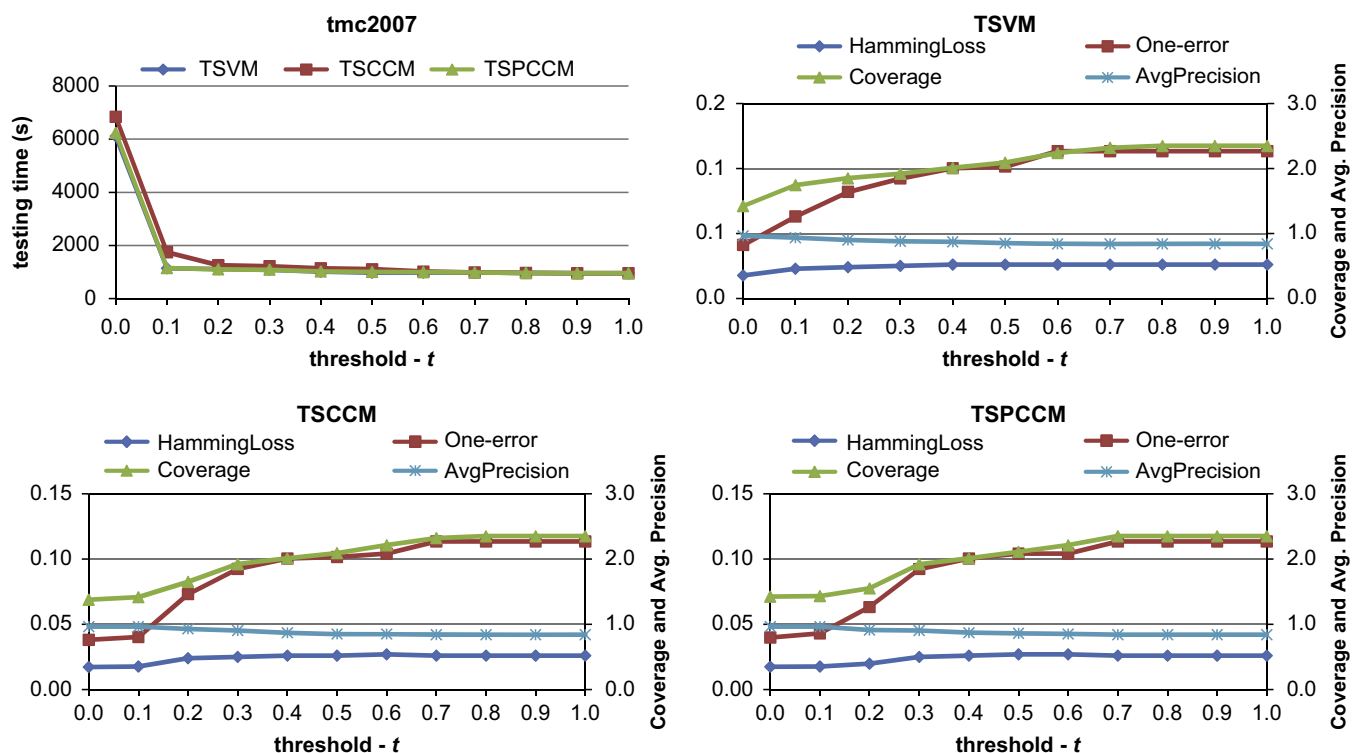 tmc2007
TSVM TSCCM TSPCCM
8000
6000
4000
2000
0
testing time (s)
0.0 0.1 0.2 0.3 0.4 0.5 0.6 0.7 0.8 0.9 1.0
threshold - t
TSVM
HammingLoss One-error
Coverage AvgPrecision
0.2
0.1
0.1
0.0
3.0
2.0
1.0
0.0
Coverage and Avg. Precision
0.0 0.1 0.2 0.3 0.4 0.5 0.6 0.7 0.8 0.9 1.0
threshold - t
TSCCM
HammingLoss One-error
Coverage AvgPrecision
0.15
0.10
0.05
0.00
3.0
2.0
1.0
0.0
Coverage and Avg. Precision
0.0 0.1 0.2 0.3 0.4 0.5 0.6 0.7 0.8 0.9 1.0
threshold - t
TSPCCM
HammingLoss One-error
Coverage AvgPrecision
0.15
0.10
0.05
0.00
3.0
2.0
1.0
0.0
Coverage and Avg. Precision
0.0 0.1 0.2 0.3 0.4 0.5 0.6 0.7 0.8 0.9 1.0
threshold - t